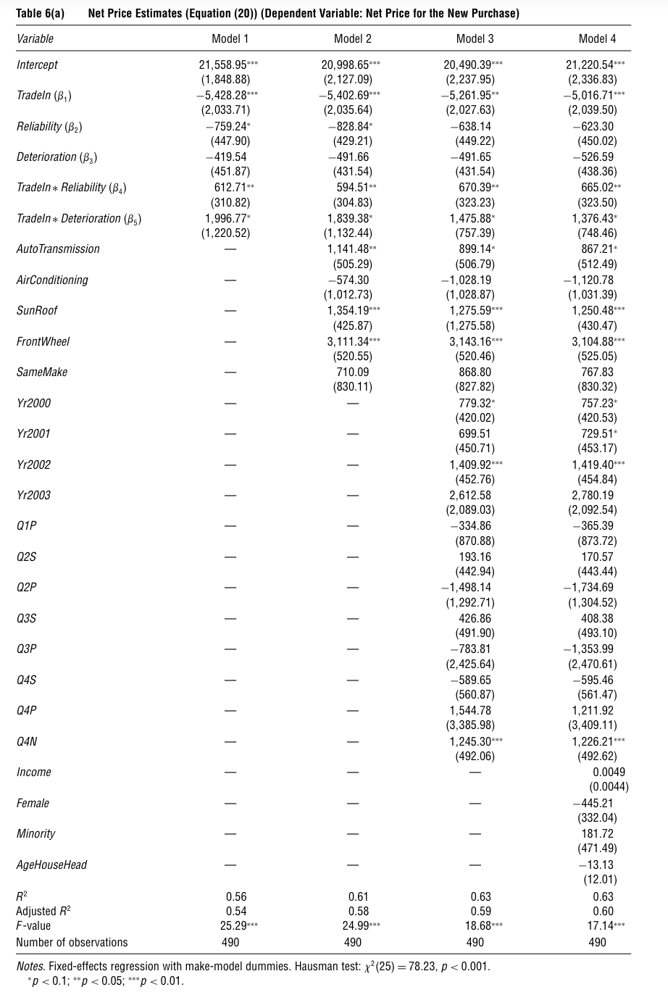 Table 6(a) Net Price Estimates (Equation (20)) (Dependent Variable: Net Price for the New Purchase)
Variable Model 1 Model 2 Model 3 Model 4
Intercept 21,558.95*** 20,998.65*** 20,490.39*** 21,220.54***
(1,848.88) (2,127.09) (2,237.95) (2,336.83)
TradeIn (β1) −5,428.28*** −5,402.69*** −5,261.95** −5,016.71***
(2,033.71) (2,035.64) (2,027.63) (2,039.50)
Reliability (β2) −759.24* −828.84* −638.14 −623.30
(447.90) (429.21) (449.22) (450.02)
Deterioration (β3) −419.54 −491.66 −491.65 −526.59
(451.87) (431.54) (431.54) (438.36)
TradeIn∗Reliability (β4) 612.71** 594.51** 670.39** 665.02**
(310.82) (304.83) (323.23) (323.50)
TradeIn∗Deterioration (β5) 1,996.77* 1,839.38* 1,475.88* 1,376.43*
(1,220.52) (1,132.44) (757.39) (748.46)
AutoTransmission — 1,141.48** 899.14* 867.21*
(505.29) (506.79) (512.49)
AirConditioning — −574.30 −1,028.19 −1,120.78
(1,012.73) (1,028.87) (1,031.39)
SunRoof — 1,354.19*** 1,275.59*** 1,250.48***
(425.87) (1,275.58) (430.47)
FrontWheel — 3,111.34*** 3,143.16*** 3,104.88***
(520.55) (520.46) (525.05)
SameMake — 710.09 868.80 767.83
(830.11) (827.82) (830.32)
Yr2000 — — 779.32* 757.23*
(420.02) (420.53)
Yr2001 — — 699.51 729.51*
(450.71) (453.17)
Yr2002 — — 1,409.92*** 1,419.40***
(452.76) (454.84)
Yr2003 — — 2,612.58 2,780.19
(2,089.03) (2,092.54)
Q1P — — −334.86 −365.39
(870.88) (873.72)
Q2S — — 193.16 170.57
(442.94) (443.44)
Q2P — — −1,498.14 −1,734.69
(1,292.71) (1,304.52)
Q3S — — 426.86 408.38
(491.90) (493.10)
Q3P — — −783.81 −1,353.99
(2,425.64) (2,470.61)
Q4S — — −589.65 −595.46
(560.87) (561.47)
Q4P — — 1,544.78 1,211.92
(3,385.98) (3,409.11)
Q4N — — 1,245.30*** 1,226.21***
(492.06) (492.62)
Income — — — 0.0049
(0.0044)
Female — — — −445.21
(332.04)
Minority — — — 181.72
(471.49)
AgeHouseHead — — — −13.13
(12.01)
R² 0.56 0.61 0.63 0.63
Adjusted R² 0.54 0.58 0.59 0.60
F-value 25.29*** 24.99*** 18.68*** 17.14***
Number of observations 490 490 490 490
Notes. Fixed-effects regression with make-model dummies. Hausman test: χ²(25) = 78.23, p < 0.001.
*p < 0.1; **p < 0.05; ***p < 0.01.